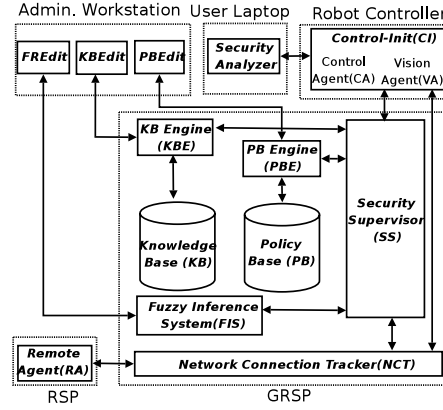 Admin. Workstation
User Laptop
Robot Controller
FREdit
KBEdit
PBEdit
Security
Analyzer
Control-Init(CI)
Control
Agent(CA)
Vision
Agent(VA)
KB Engine
(KBE)
PB Engine
(PBE)
Security
Supervisor
(SS)
Knowledge
Base (KB)
Policy
Base (PB)
Fuzzy Inference
System(FIS)
Remote
Agent(RA)
Network Connection Tracker(NCT)
RSP
GRSP